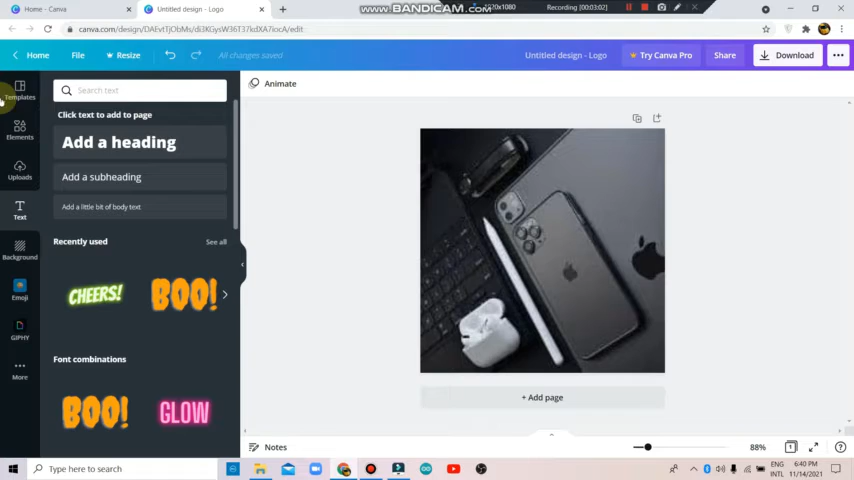 Home - Canva
Untitled design - Logo
WWW.BANDICAM.COM
1920x1080
Recording [00:03:02]
canva.com/design/DAEvtTjObMs/di3KGysW36T37kdXA7iocA/edit
Home
File
Resize
All changes saved
Untitled design - Logo
Try Canva Pro
Share
Download
Templates
Search text
Animate
Click text to add to page
Elements
Add a heading
Uploads
Add a subheading
Text
Add a little bit of body text
Recently used
See all
Background
Emoji
CHEERS!
BOO!
GIPHY
Font combinations
More
BOO!
GLOW
+ Add page
Notes
88%
1
Type here to search
ENG
INTL
6:40 PM
11/14/2021